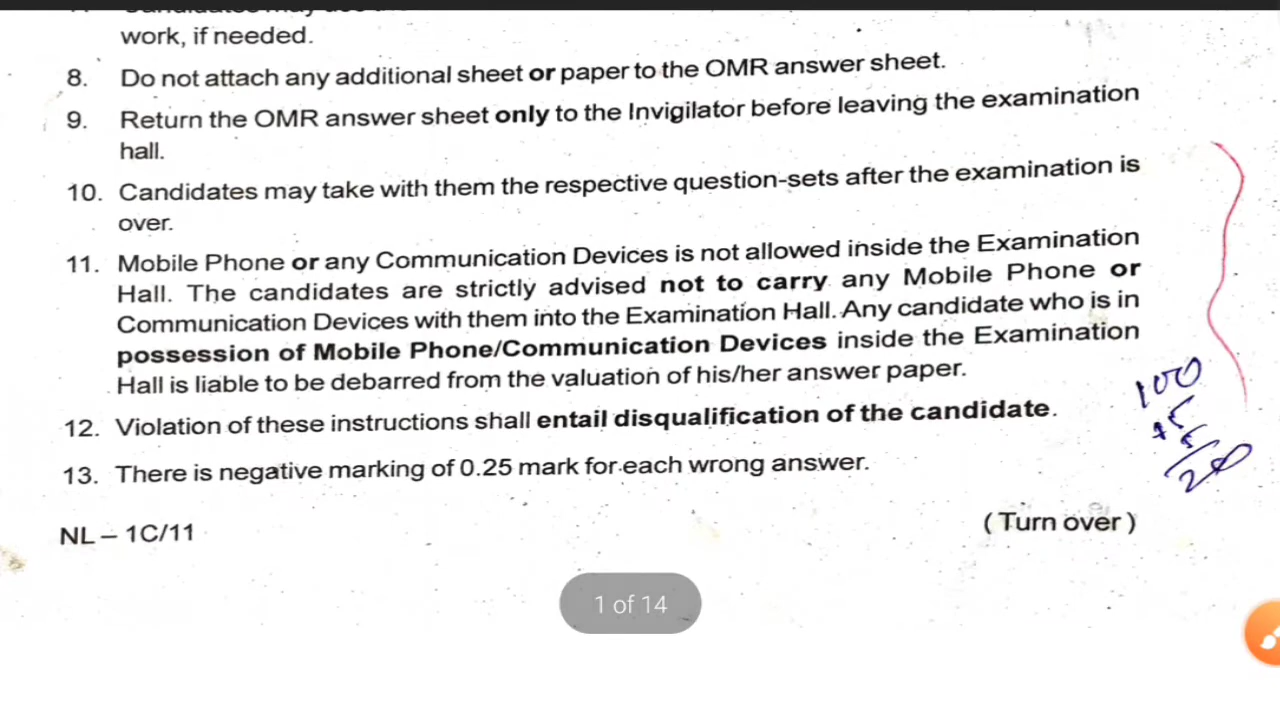 work, if needed.
8. Do not attach any additional sheet or paper to the OMR answer sheet.
9. Return the OMR answer sheet only to the Invigilator before leaving the examination
hall.
10. Candidates may take with them the respective question-sets after the examination is
over.
11. Mobile Phone or any Communication Devices is not allowed inside the Examination
Hall. The candidates are strictly advised not to carry any Mobile Phone or
Communication Devices with them into the Examination Hall. Any candidate who is in
possession of Mobile Phone/Communication Devices inside the Examination
Hall is liable to be debarred from the valuation of his/her answer paper.
100
12. Violation of these instructions shall entail disqualification of the candidate.
13. There is negative marking of 0.25 mark for each wrong answer.
NL – 1C/11
(Turn over)
1 of 14